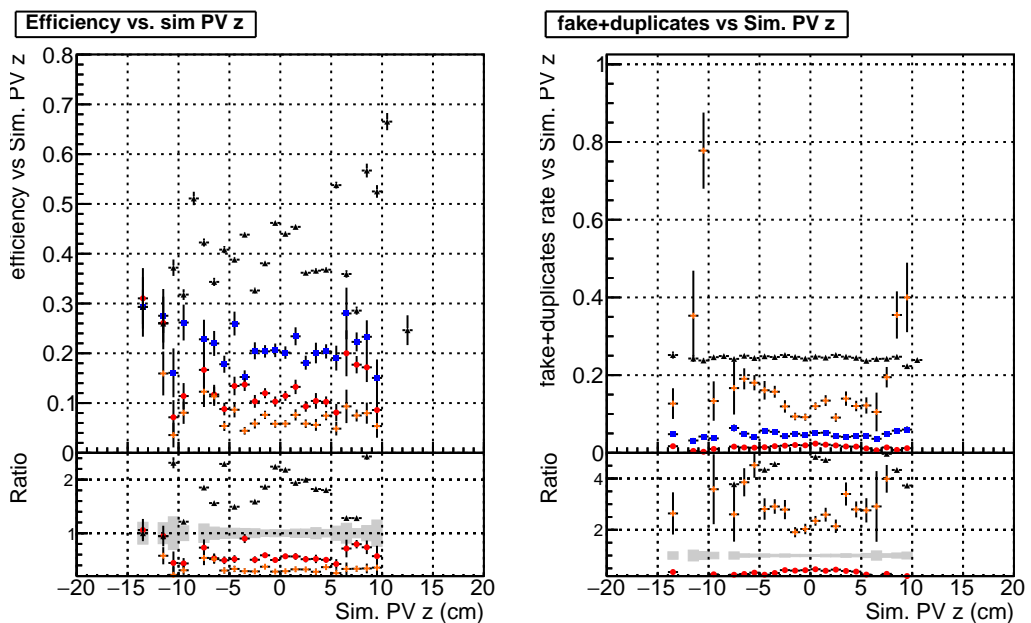 Efficiency vs. sim PV z
efficiency vs Sim. PV z
0.8
0.7
0.6
0.5
0.4
0.3
0.2
0.1
0
Ratio
2
1
−20 −15 −10 −5 0 5 10 15 20
Sim. PV z (cm)
fake+duplicates vs Sim. PV z
fake+duplicates rate vs Sim. PV z
1
0.8
0.6
0.4
0.2
0
Ratio
4
2
−20 −15 −10 −5 0 5 10 15 20
Sim. PV z (cm)